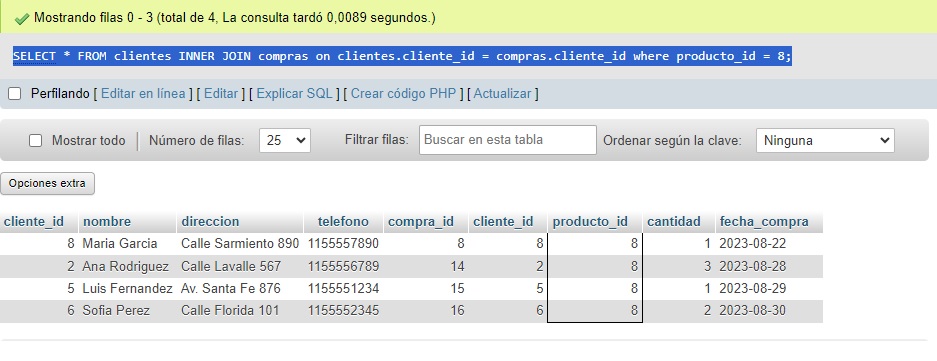 Mostrando filas 0 - 3 (total de 4, La consulta tardó 0,0089 segundos.)
SELECT * FROM clientes INNER JOIN compras on clientes.cliente_id = compras.cliente_id where producto_id = 8;
Perfilando [ Editar en línea ] [ Editar ] [ Explicar SQL ] [ Crear código PHP ] [ Actualizar ]
Mostrar todo Número de filas: 25 Filtrar filas: Buscar en esta tabla Ordenar según la clave: Ninguna
Opciones extra
cliente_id nombre direccion telefono compra_id cliente_id producto_id cantidad fecha_compra
8 Maria Garcia Calle Sarmiento 890 1155557890 8 8 8 1 2023-08-22
2 Ana Rodriguez Calle Lavalle 567 1155556789 14 2 8 3 2023-08-28
5 Luis Fernandez Av. Santa Fe 876 1155551234 15 5 8 1 2023-08-29
6 Sofia Perez Calle Florida 101 1155552345 16 6 8 2 2023-08-30